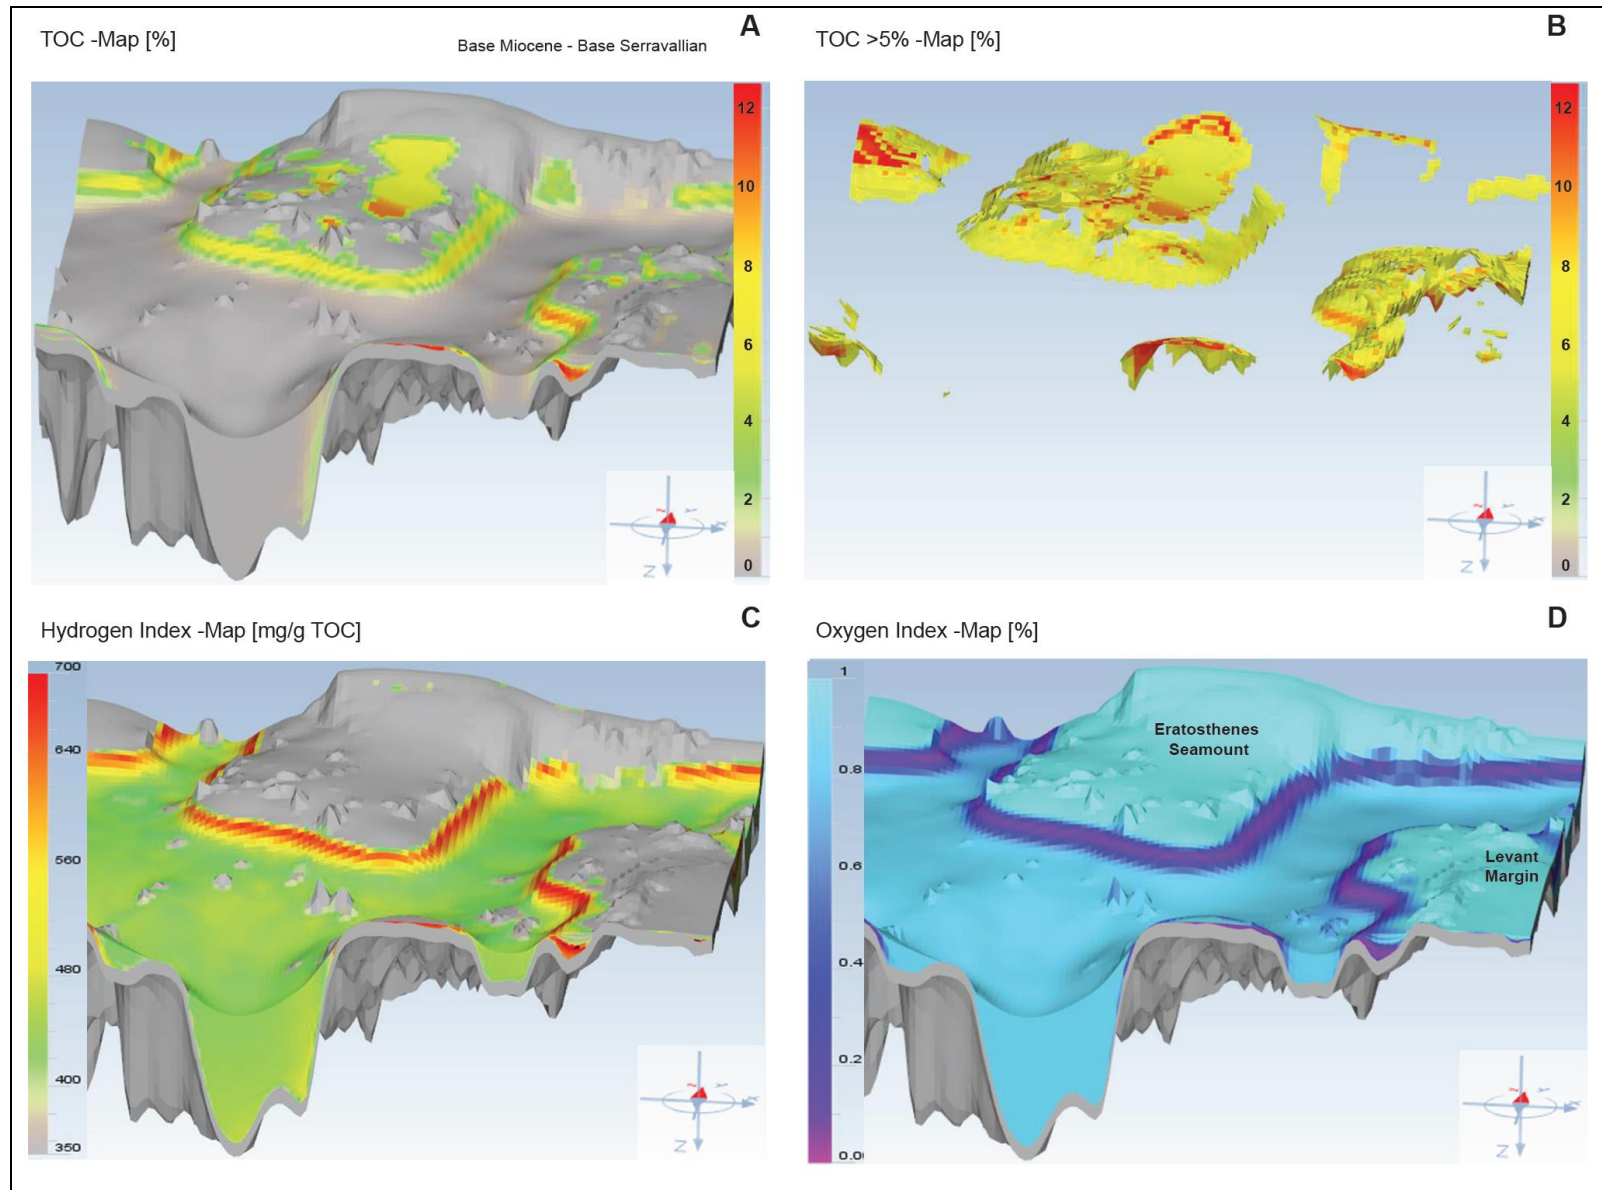 TOC -Map [%]
Base Miocene - Base Serravallian
A
12
10
8
6
4
2
0
Z
TOC >5% -Map [%]
B
12
10
8
6
4
2
0
Z
Hydrogen Index -Map [mg/g TOC]
C
700
640
560
480
400
350
Z
Oxygen Index -Map [%]
D
1
0.8
0.6
0.4
0.2
Eratosthenes
Seamount
Levant
Margin
Z